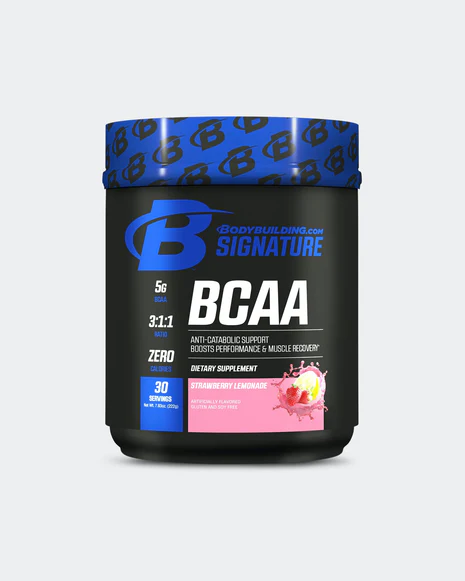 BODYBUILDING.COM
SIGNATURE
5G
BCAA
3:1:1
RATIO
ZERO
CALORIES
BCAA
ANTI-CATABOLIC SUPPORT
BOOSTS PERFORMANCE & MUSCLE RECOVERY*
DIETARY SUPPLEMENT
30
SERVINGS
STRAWBERRY LEMONADE
ARTIFICIALLY FLAVORED
GLUTEN AND SOY FREE